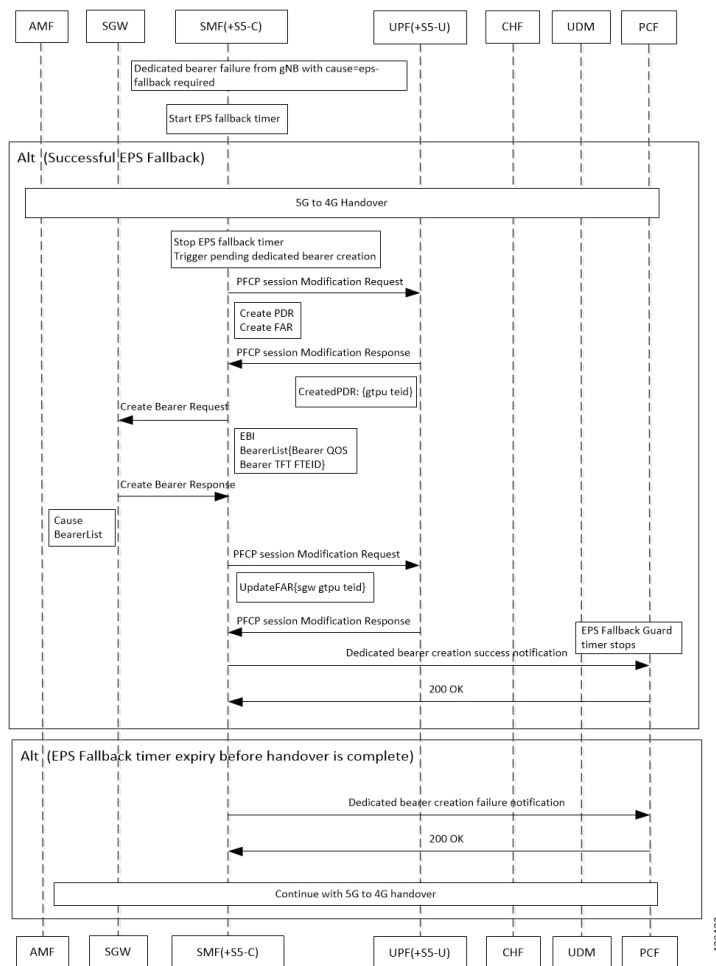 AMF SGW SMF(+S5-C) UPF(+S5-U) CHF UDM PCF
Dedicated bearer failure from gNB with cause=eps-
fallback required
Start EPS fallback timer
Alt (Successful EPS Fallback)
5G to 4G Handover
Stop EPS fallback timer
Trigger pending dedicated bearer creation
PFCP session Modification Request
Create PDR
Create FAR
PFCP session Modification Response
CreatedPDR: {gtpu teid}
Create Bearer Request
EBI
BearerList{Bearer QOS
Bearer TFT FTEID}
Create Bearer Response
Cause
BearerList
PFCP session Modification Request
UpdateFAR{sgw gtpu teid}
PFCP session Modification Response
EPS Fallback Guard
timer stops
Dedicated bearer creation success notification
200 OK
Alt (EPS Fallback timer expiry before handover is complete)
Dedicated bearer creation failure notification
200 OK
Continue with 5G to 4G handover
AMF SGW SMF(+S5-C) UPF(+S5-U) CHF UDM PCF